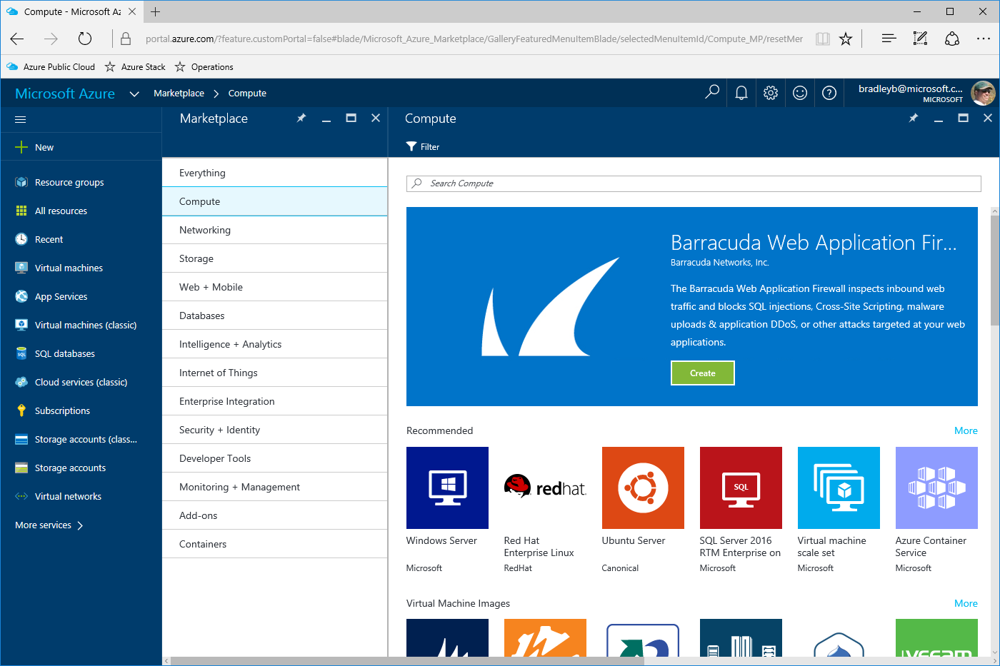 Compute - Microsoft Az
portal.azure.com/?feature.customPortal=false#blade/Microsoft_Azure_Marketplace/GalleryFeaturedMenuItemBlade/selectedMenuItemId/Compute_MP/resetMer
Azure Public Cloud
Azure Stack
Operations
Microsoft Azure
Marketplace
Compute
bradleyb@microsoft.c...
MICROSOFT
New
Resource groups
All resources
Recent
Virtual machines
App Services
Virtual machines (classic)
SQL
SQL databases
Cloud services (classic)
Subscriptions
Storage accounts (class...
Storage accounts
Virtual networks
More services
Marketplace
Everything
Compute
Networking
Storage
Web + Mobile
Databases
Intelligence + Analytics
Internet of Things
Enterprise Integration
Security + Identity
Developer Tools
Monitoring + Management
Add-ons
Containers
Compute
Filter
Search Compute
Barracuda Web Application Fir...
Barracuda Networks, Inc.
The Barracuda Web Application Firewall inspects inbound web
traffic and blocks SQL injections, Cross-Site Scripting, malware
uploads & application DDoS, or other attacks targeted at your web
applications.
Create
Recommended
More
Windows Server
Microsoft
redhat.
Red Hat
Enterprise Linux
RedHat
Ubuntu Server
Canonical
SQL
SQL Server 2016
RTM Enterprise on
Microsoft
Virtual machine
scale set
Microsoft
Azure Container
Service
Microsoft
Virtual Machine Images
More
veeam